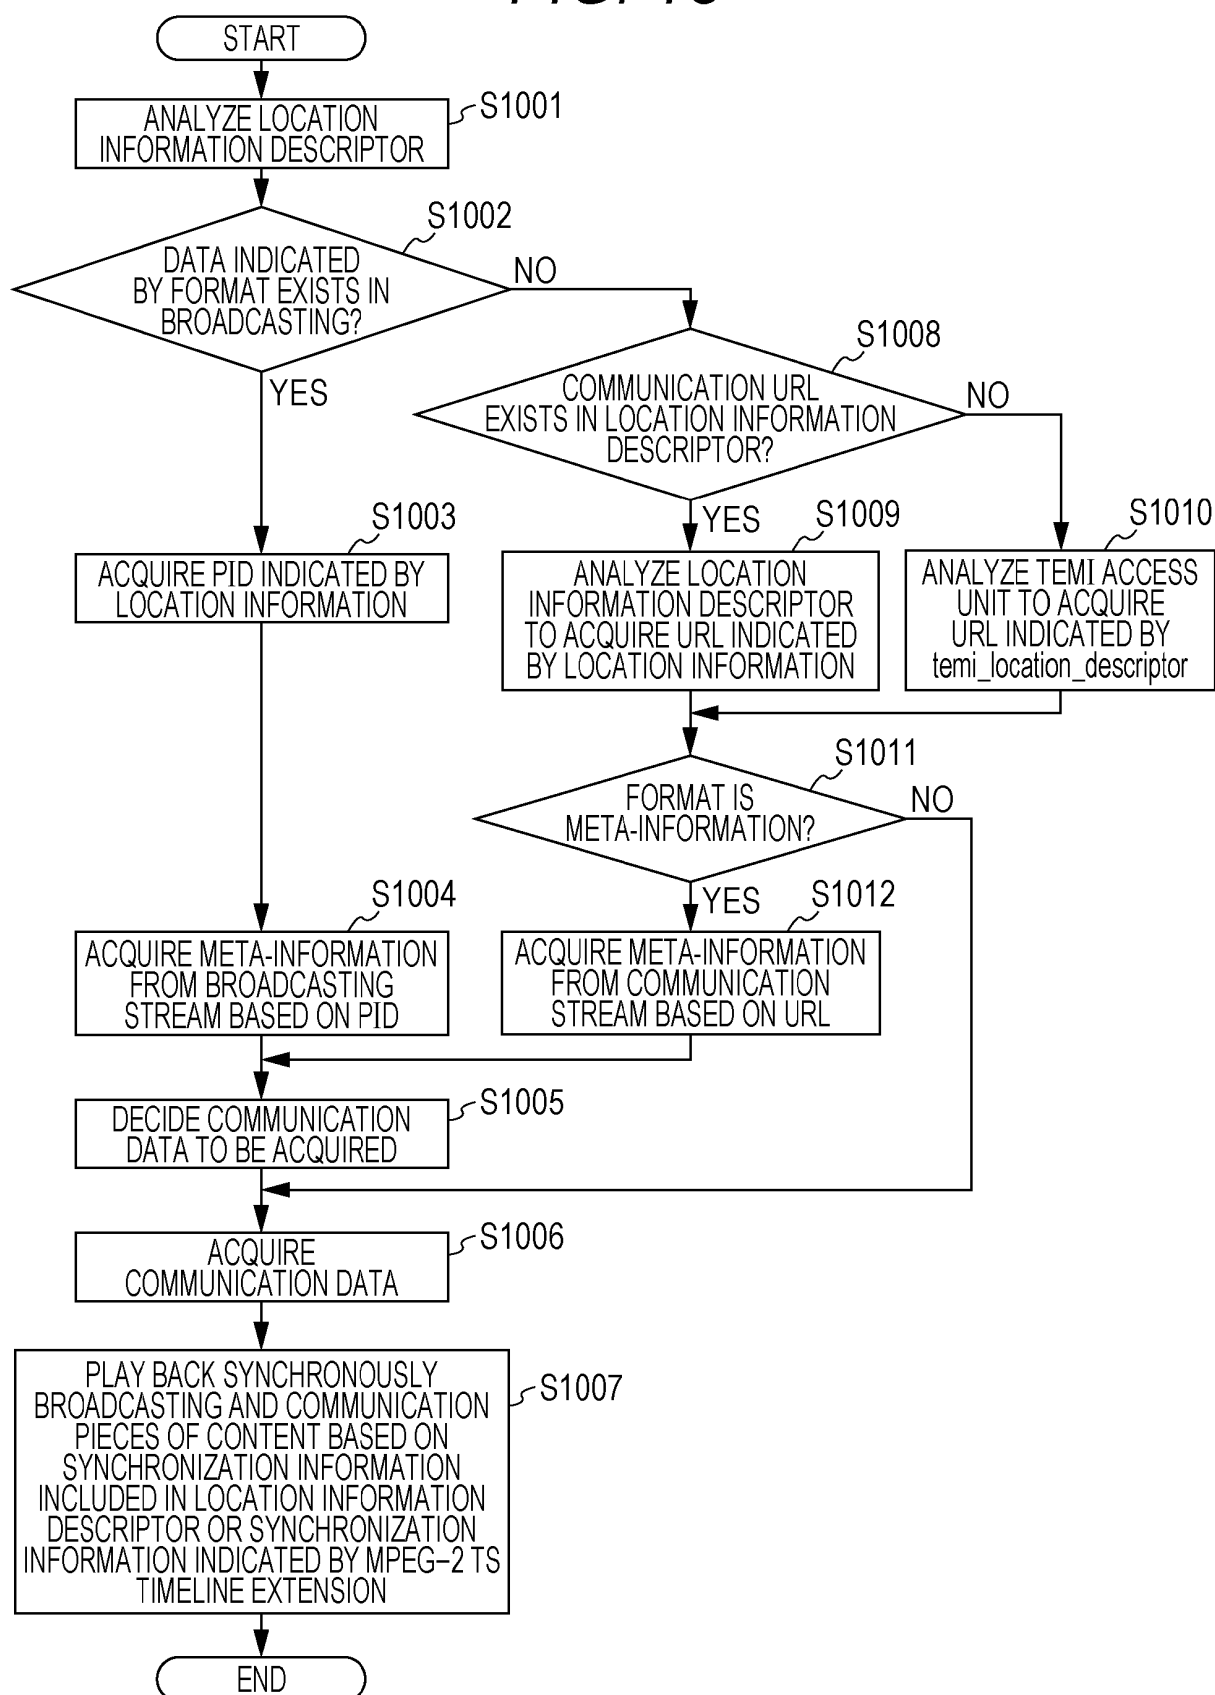 START
ANALYZE LOCATION
INFORMATION DESCRIPTOR
S1001
S1002
DATA INDICATED
BY FORMAT EXISTS IN
BROADCASTING?
NO
YES
S1008
COMMUNICATION URL
EXISTS IN LOCATION INFORMATION
DESCRIPTOR?
NO
YES
S1003
ACQUIRE PID INDICATED BY
LOCATION INFORMATION
S1009
ANALYZE LOCATION
INFORMATION DESCRIPTOR
TO ACQUIRE URL INDICATED
BY LOCATION INFORMATION
S1010
ANALYZE TEMI ACCESS
UNIT TO ACQUIRE
URL INDICATED BY
temi_location_descriptor
S1011
FORMAT IS
META-INFORMATION?
NO
YES
S1004
ACQUIRE META-INFORMATION
FROM BROADCASTING
STREAM BASED ON PID
S1012
ACQUIRE META-INFORMATION
FROM COMMUNICATION
STREAM BASED ON URL
S1005
DECIDE COMMUNICATION
DATA TO BE ACQUIRED
S1006
ACQUIRE
COMMUNICATION DATA
S1007
PLAY BACK SYNCHRONOUSLY
BROADCASTING AND COMMUNICATION
PIECES OF CONTENT BASED ON
SYNCHRONIZATION INFORMATION
INCLUDED IN LOCATION INFORMATION
DESCRIPTOR OR SYNCHRONIZATION
INFORMATION INDICATED BY MPEG-2 TS
TIMELINE EXTENSION
END